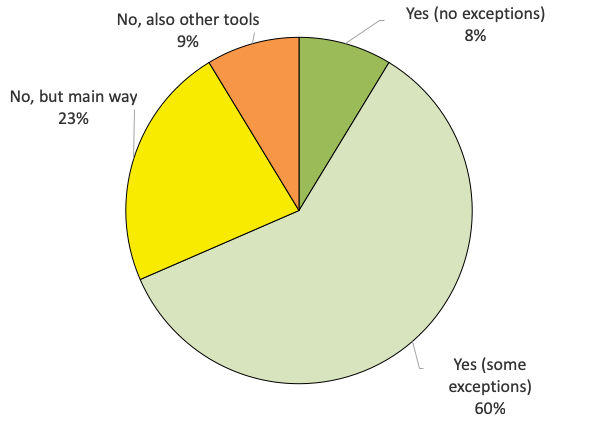 No, also other tools
9%
Yes (no exceptions)
8%
No, but main way
23%
Yes (some
exceptions)
60%